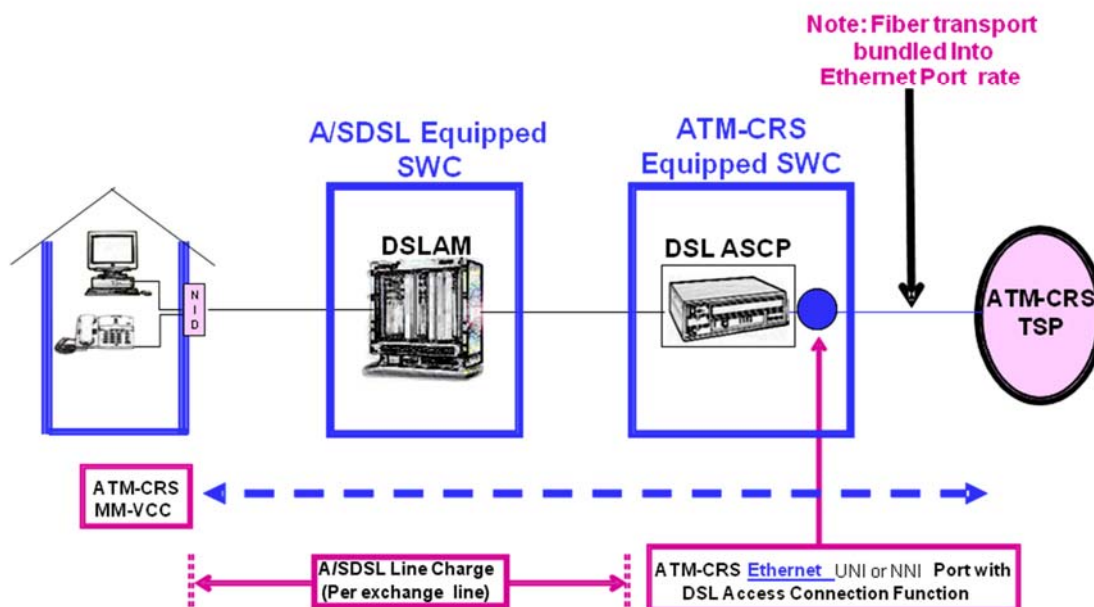 Note: Fiber transport
bundled Into
Ethernet Port rate
A/SDSL Equipped
SWC
ATM-CRS
Equipped SWC
DSLAM
DSL ASCP
NID
ATM-CRS
TSP
ATM-CRS
MM-VCC
A/SDSL Line Charge
(Per exchange line)
ATM-CRS Ethernet UNI or NNI Port with
DSL Access Connection Function